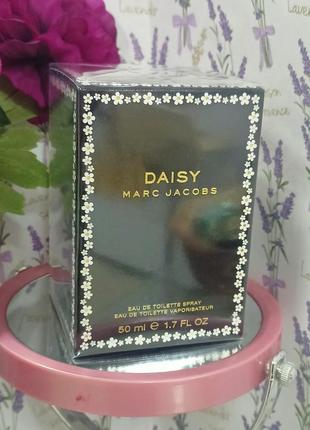 DAISY
MARC JACOBS
EAU DE TOILETTE SPRAY
EAU DE TOILETTE VAPORISATEUR
50 ml ℮ 1.7 FL OZ